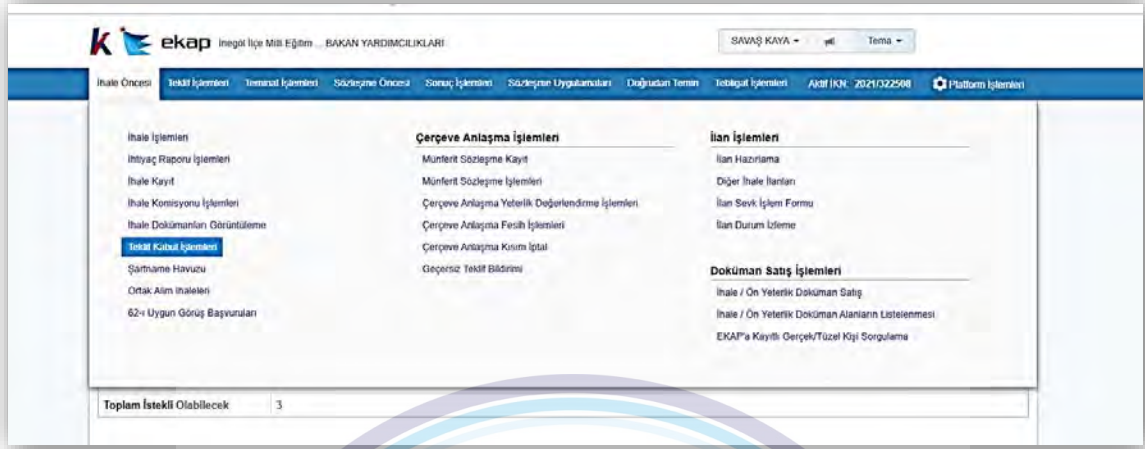 ekap İnegöl İlçe Milli Eğitim ... BAKAN YARDIMCILIKLARI
SAVAŞ KAYA Tema
İhale Öncesi Teklif İşlemleri Teminat İşlemleri Sözleşme Öncesi Sonuç İşlemleri Sözleşme Uygulamaları Doğrudan Temin Tebligat İşlemleri Aktif İKN: 2021/322508 Platform İşlemleri
İhale İşlemleri
İhtiyaç Raporu İşlemleri
İhale Kayıt
İhale Komisyonu İşlemleri
İhale Dokümanları Görüntüleme
Teklif Kabul İşlemleri
Şartname Havuzu
Ortak Alım İhaleleri
62-ı Uygun Görüş Başvuruları
Çerçeve Anlaşma İşlemleri
Münferit Sözleşme Kayıt
Münferit Sözleşme İşlemleri
Çerçeve Anlaşma Yeterlik Değerlendirme İşlemleri
Çerçeve Anlaşma Fesih İşlemleri
Çerçeve Anlaşma Kısım İptal
Geçersiz Teklif Bildirimi
İlan İşlemleri
İlan Hazırlama
Diğer İhale İlanları
İlan Sevk İşlem Formu
İlan Durum İzleme
Doküman Satış İşlemleri
İhale / Ön Yeterlik Doküman Satış
İhale / Ön Yeterlik Doküman Alanların Listelenmesi
EKAP'a Kayıtlı Gerçek/Tüzel Kişi Sorgulama
Toplam İstekli Olabilecek 3